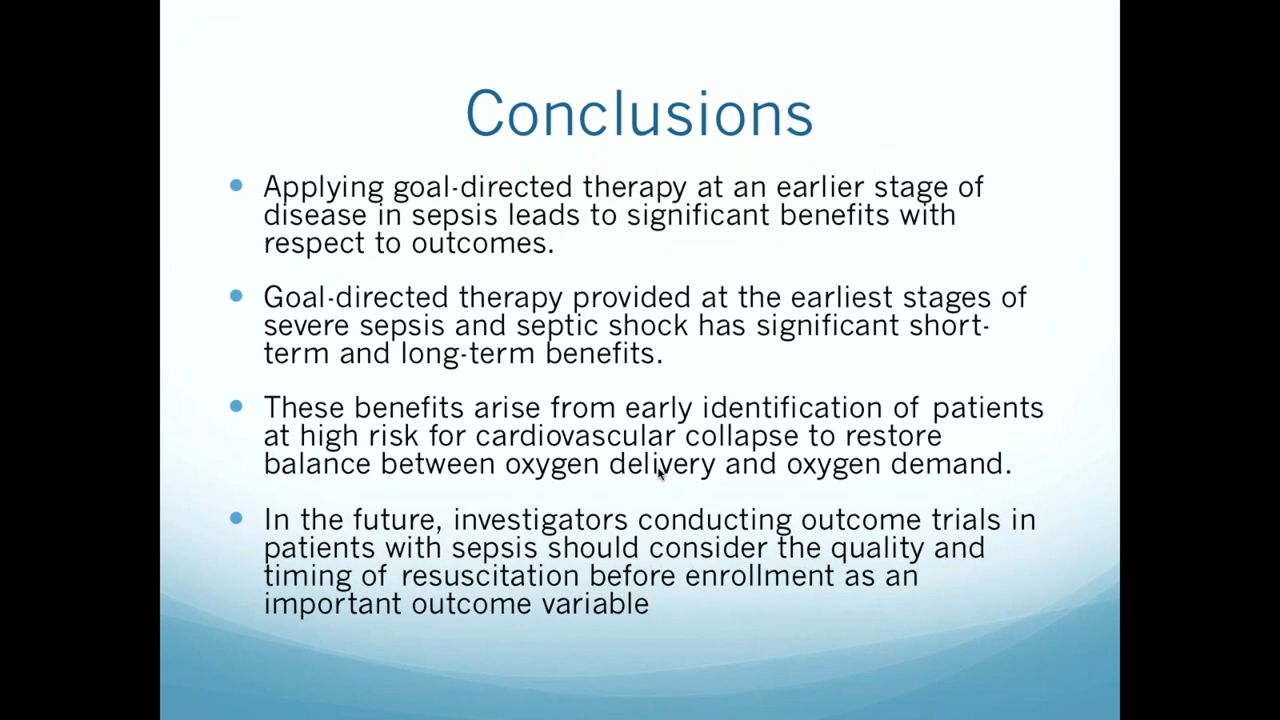 Conclusions
• Applying goal-directed therapy at an earlier stage of
disease in sepsis leads to significant benefits with
respect to outcomes.
• Goal-directed therapy provided at the earliest stages of
severe sepsis and septic shock has significant short-
term and long-term benefits.
• These benefits arise from early identification of patients
at high risk for cardiovascular collapse to restore
balance between oxygen delivery and oxygen demand.
• In the future, investigators conducting outcome trials in
patients with sepsis should consider the quality and
timing of resuscitation before enrollment as an
important outcome variable